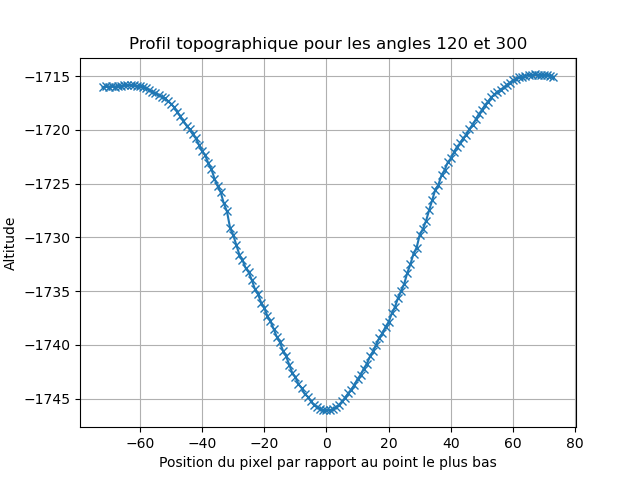 Profil topographique pour les angles 120 et 300
−1715
−1720
−1725
−1730
−1735
−1740
−1745
Altitude
−60 −40 −20 0 20 40 60 80
Position du pixel par rapport au point le plus bas